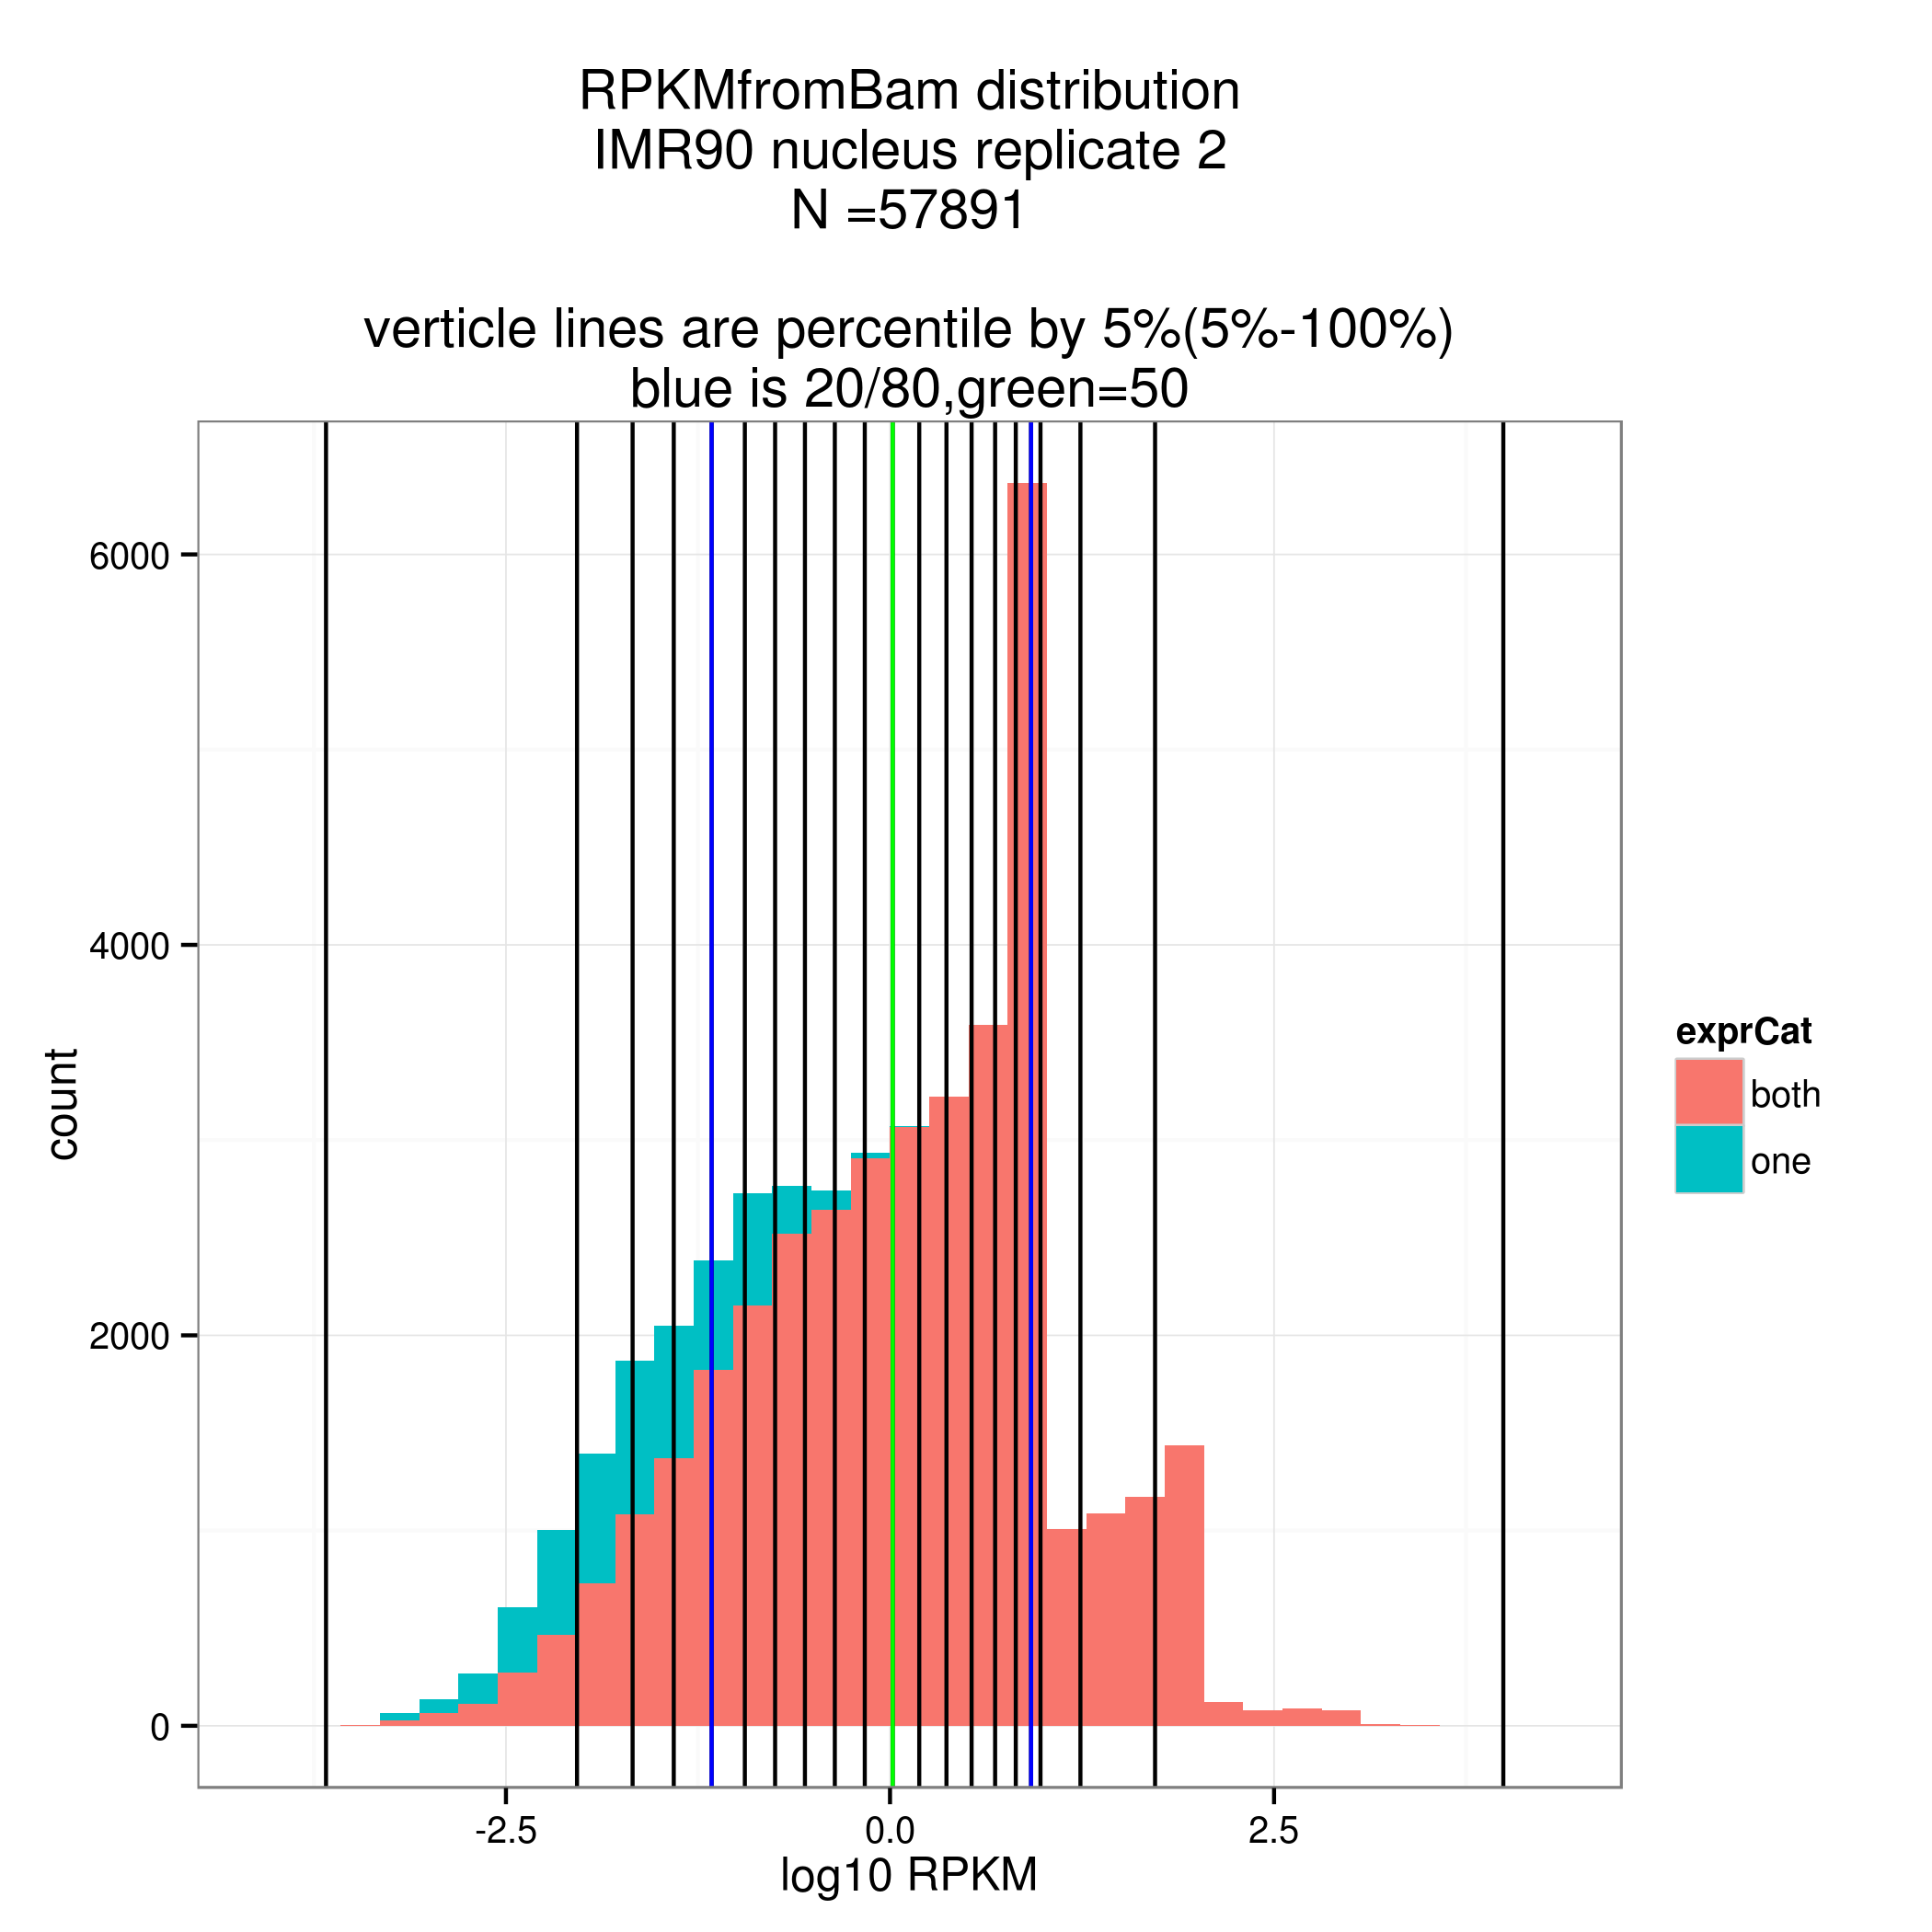 RPKMfromBam distribution
IMR90 nucleus replicate 2
N =57891
verticle lines are percentile by 5%(5%-100%)
blue is 20/80,green=50
6000
4000
2000
0
count
-2.5
0.0
2.5
log10 RPKM
exprCat
both
one